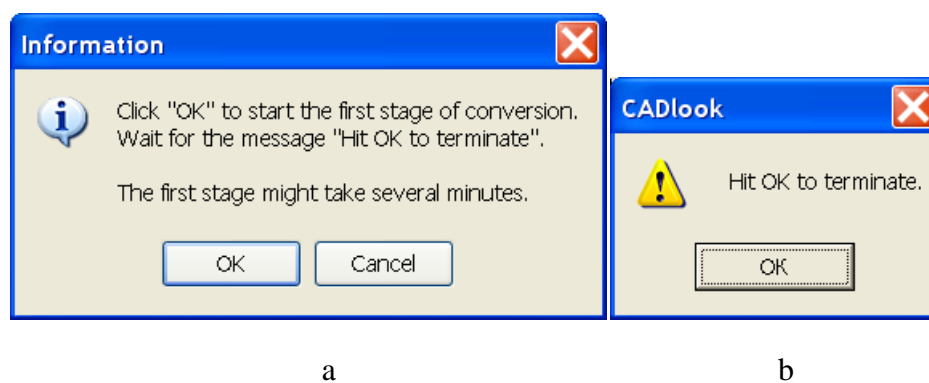 Information
Click "OK" to start the first stage of conversion.
Wait for the message "Hit OK to terminate".
The first stage might take several minutes.
OK Cancel
CADlook
Hit OK to terminate.
OK
a b